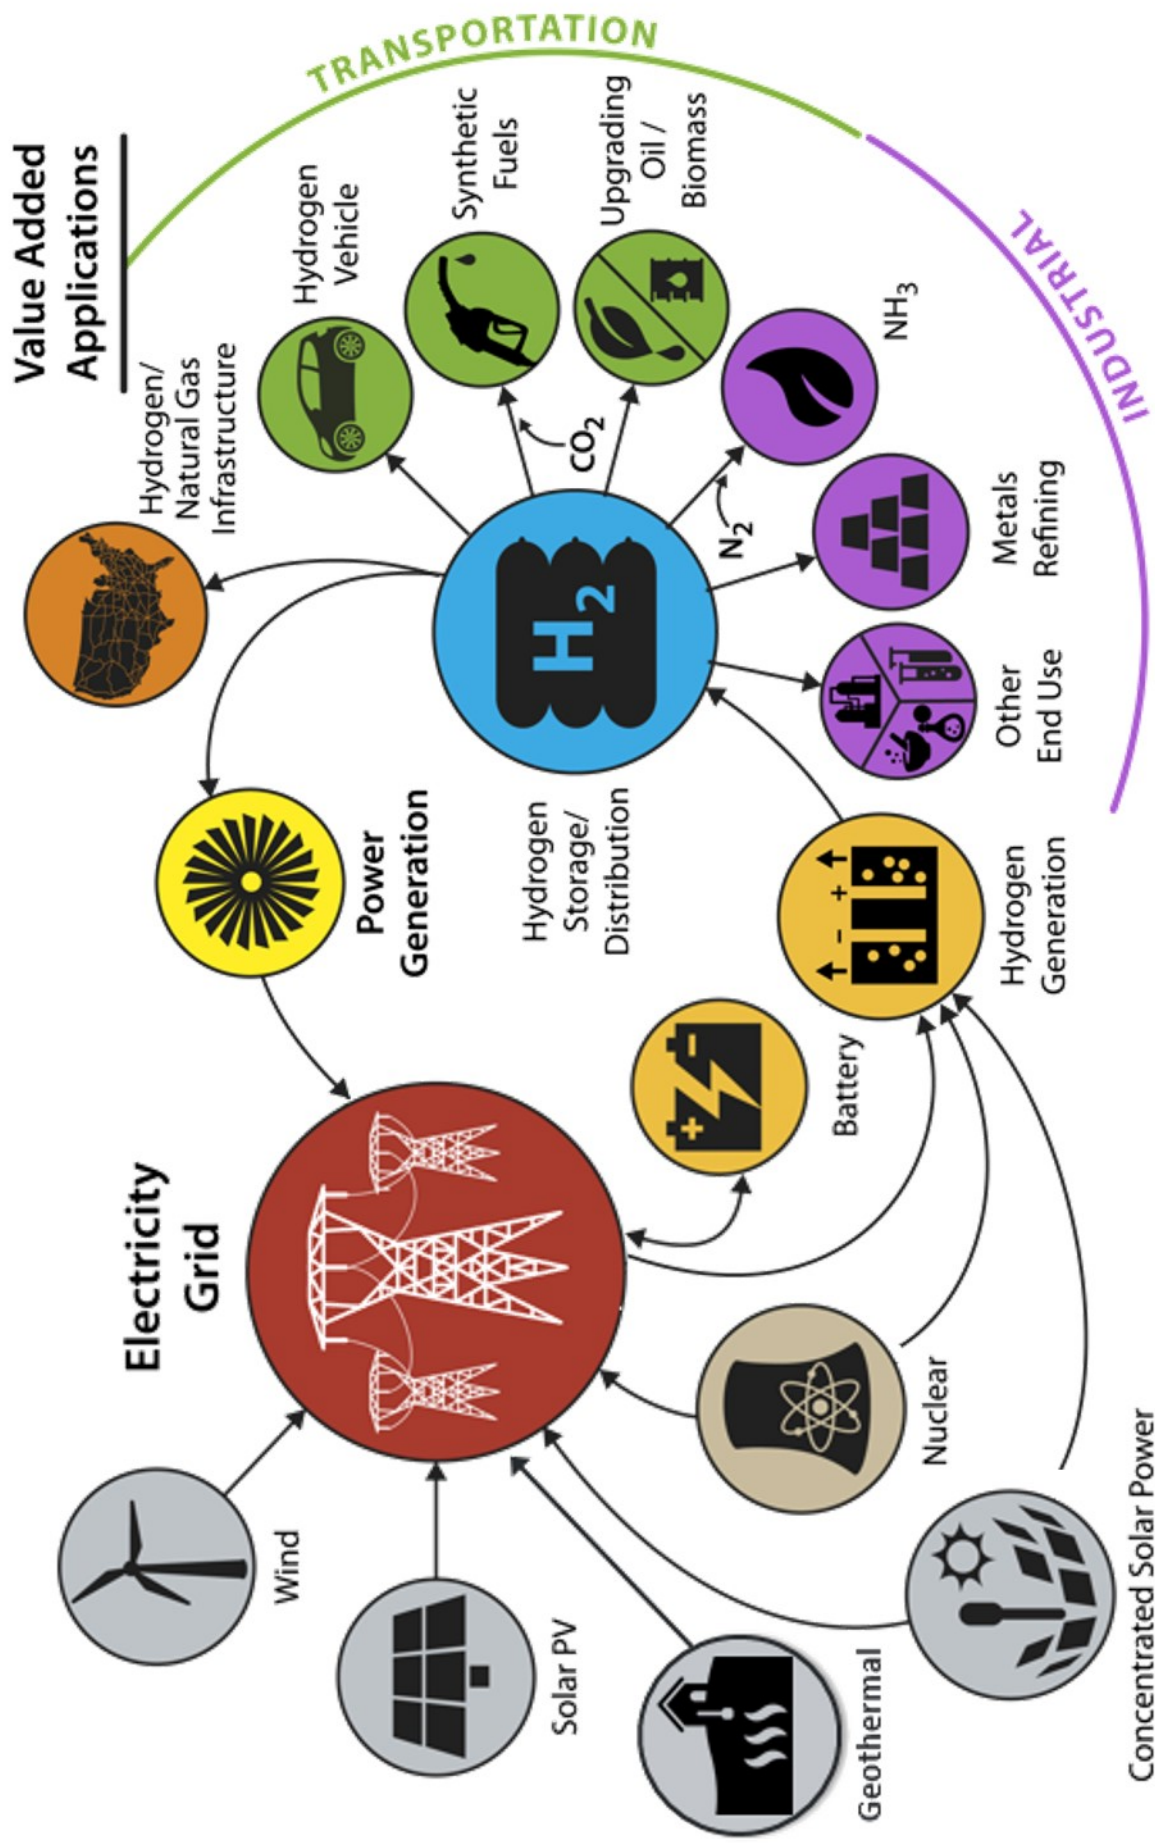 Electricity
Grid
Value Added
Applications
Wind
Solar PV
Geothermal
Concentrated Solar Power
Nuclear
Battery
+
-
Power
Generation
Hydrogen
Storage/
Distribution
H2
Hydrogen
Generation
- +
Hydrogen/
Natural Gas
Infrastructure
Hydrogen
Vehicle
Synthetic
Fuels
CO2
Upgrading
Oil /
Biomass
N2
NH3
Metals
Refining
Other
End Use
TRANSPORTATION
INDUSTRIAL